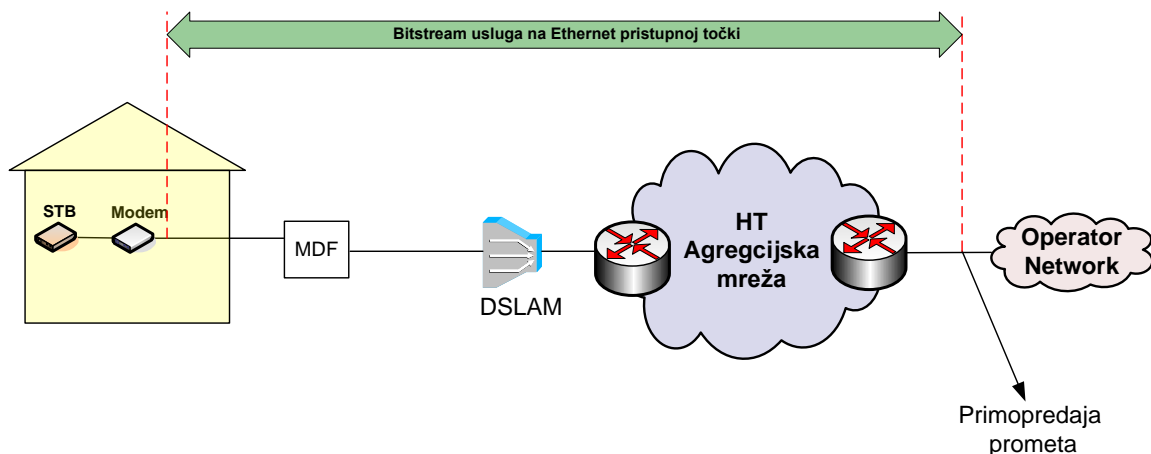 Bitstream usluga na Ethernet pristupnoj točki
STB
Modem
MDF
DSLAM
HT
Agregcijska
mreža
Operator
Network
Primopredaja
prometa